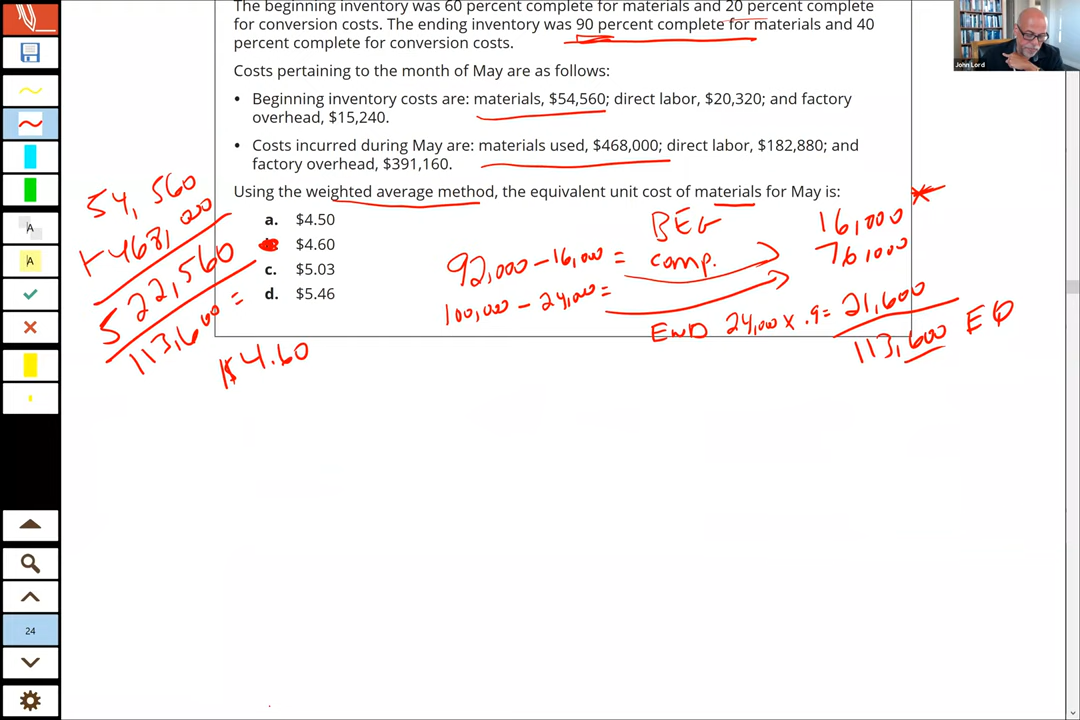 The beginning inventory was 60 percent complete for materials and 20 percent complete
for conversion costs. The ending inventory was 90 percent complete for materials and 40
percent complete for conversion costs.
Costs pertaining to the month of May are as follows:
• Beginning inventory costs are: materials, $54,560; direct labor, $20,320; and factory
overhead, $15,240.
• Costs incurred during May are: materials used, $468,000; direct labor, $182,880; and
factory overhead, $391,160.
Using the weighted average method, the equivalent unit cost of materials for May is:
a. $4.50
$4.60
c. $5.03
d. $5.46
54,560
+468,000
522,560 =
113,600
$4.60
BEG 16,000 *
92,000 - 16,000 = comp. 76,000
100,000 - 24,000 =
END 24,000 x .9 = 21,600
113,600 EQ
John Lord
A
A
24